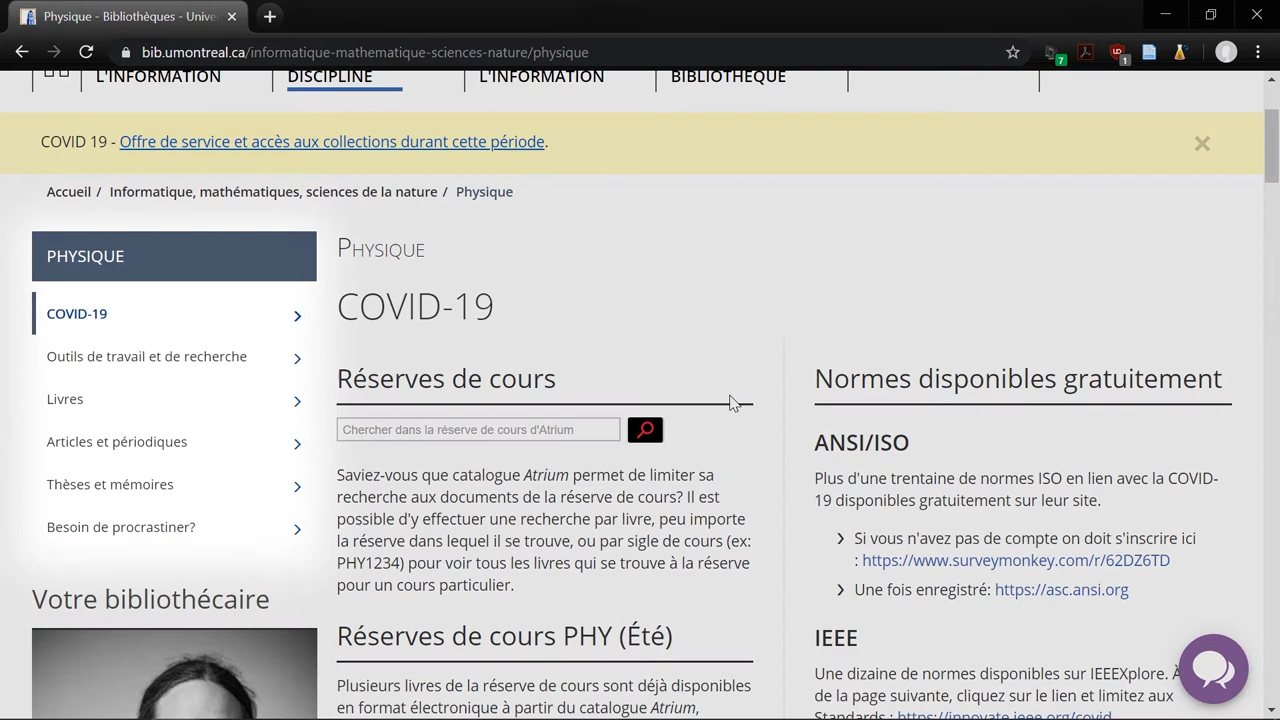 Physique - Bibliothèques - Unive
bib.umontreal.ca/informatique-mathematique-sciences-nature/physique
7
1
L'INFORMATION
DISCIPLINE
L'INFORMATION
BIBLIOTHÈQUE
COVID 19 - Offre de service et accès aux collections durant cette période.
Accueil / Informatique, mathématiques, sciences de la nature / Physique
PHYSIQUE
COVID-19
Outils de travail et de recherche
Livres
Articles et périodiques
Thèses et mémoires
Besoin de procrastiner?
Votre bibliothécaire
Physique
COVID-19
Réserves de cours
Chercher dans la réserve de cours d'Atrium
Saviez-vous que catalogue Atrium permet de limiter sa
recherche aux documents de la réserve de cours? Il est
possible d'y effectuer une recherche par livre, peu importe
la réserve dans lequel il se trouve, ou par sigle de cours (ex:
PHY1234) pour voir tous les livres qui se trouve à la réserve
pour un cours particulier.
Réserves de cours PHY (Été)
Plusieurs livres de la réserve de cours sont déjà disponibles
en format électronique à partir du catalogue Atrium,
Normes disponibles gratuitement
ANSI/ISO
Plus d'une trentaine de normes ISO en lien avec la COVID-
19 disponibles gratuitement sur leur site.
Si vous n'avez pas de compte on doit s'inscrire ici
: https://www.surveymonkey.com/r/62DZ6TD
Une fois enregistré: https://asc.ansi.org
IEEE
Une dizaine de normes disponibles sur IEEEXplore. À
de la page suivante, cliquez sur le lien et limitez aux
Standards : https://innovate.ieee.org/covid